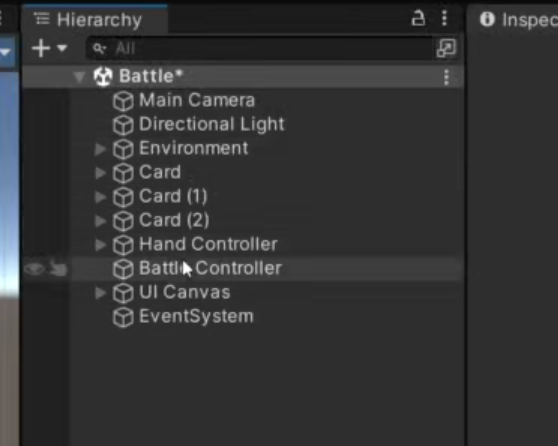 Hierarchy
Inspec
All
Battle*
Main Camera
Directional Light
Environment
Card
Card (1)
Card (2)
Hand Controller
Battle Controller
UI Canvas
EventSystem